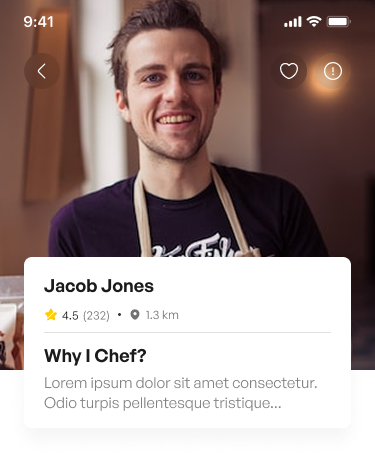 9:41
Jacob Jones
4.5 (232) • 1.3 km
Why I Chef?
Lorem ipsum dolor sit amet consectetur.
Odio turpis pellentesque tristique...